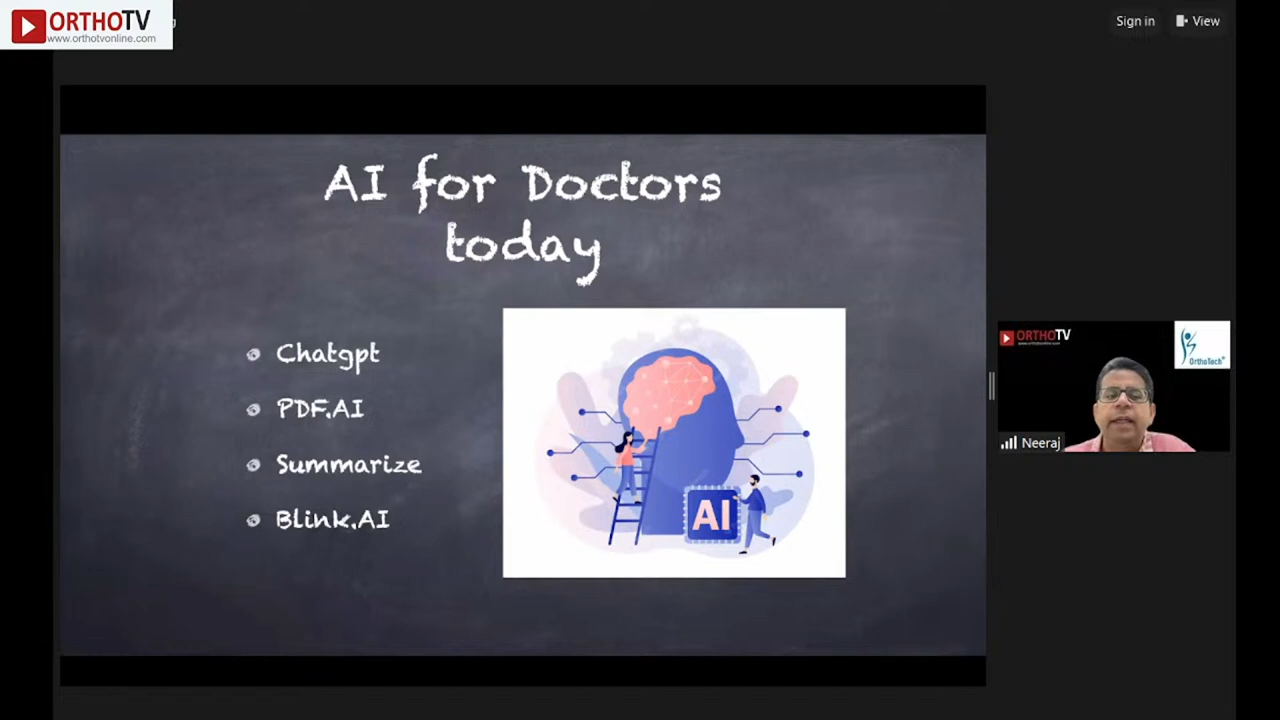 ORTHOTV
www.orthotvonline.com
Sign in
View
AI for Doctors
today
Chatgpt
PDF.AI
Summarize
Blink.AI
AI
ORTHOTV
OrthoTech
Neeraj